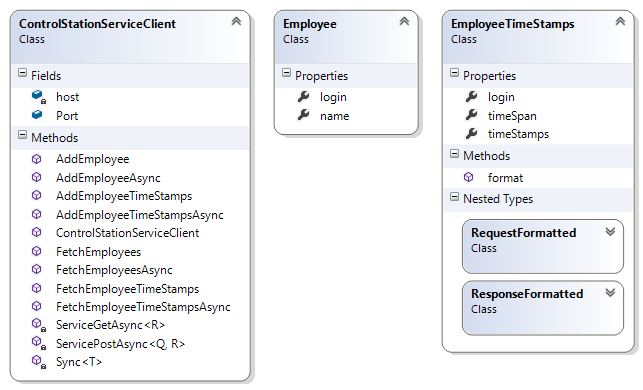 ControlStationServiceClient
Class
Fields
host
Port
Methods
AddEmployee
AddEmployeeAsync
AddEmployeeTimeStamps
AddEmployeeTimeStampsAsync
ControlStationServiceClient
FetchEmployees
FetchEmployeesAsync
FetchEmployeeTimeStamps
FetchEmployeeTimeStampsAsync
ServiceGetAsync<R>
ServicePostAsync<Q, R>
Sync<T>
Employee
Class
Properties
login
name
EmployeeTimeStamps
Class
Properties
login
timeSpan
timeStamps
Methods
format
Nested Types
RequestFormatted
Class
ResponseFormatted
Class